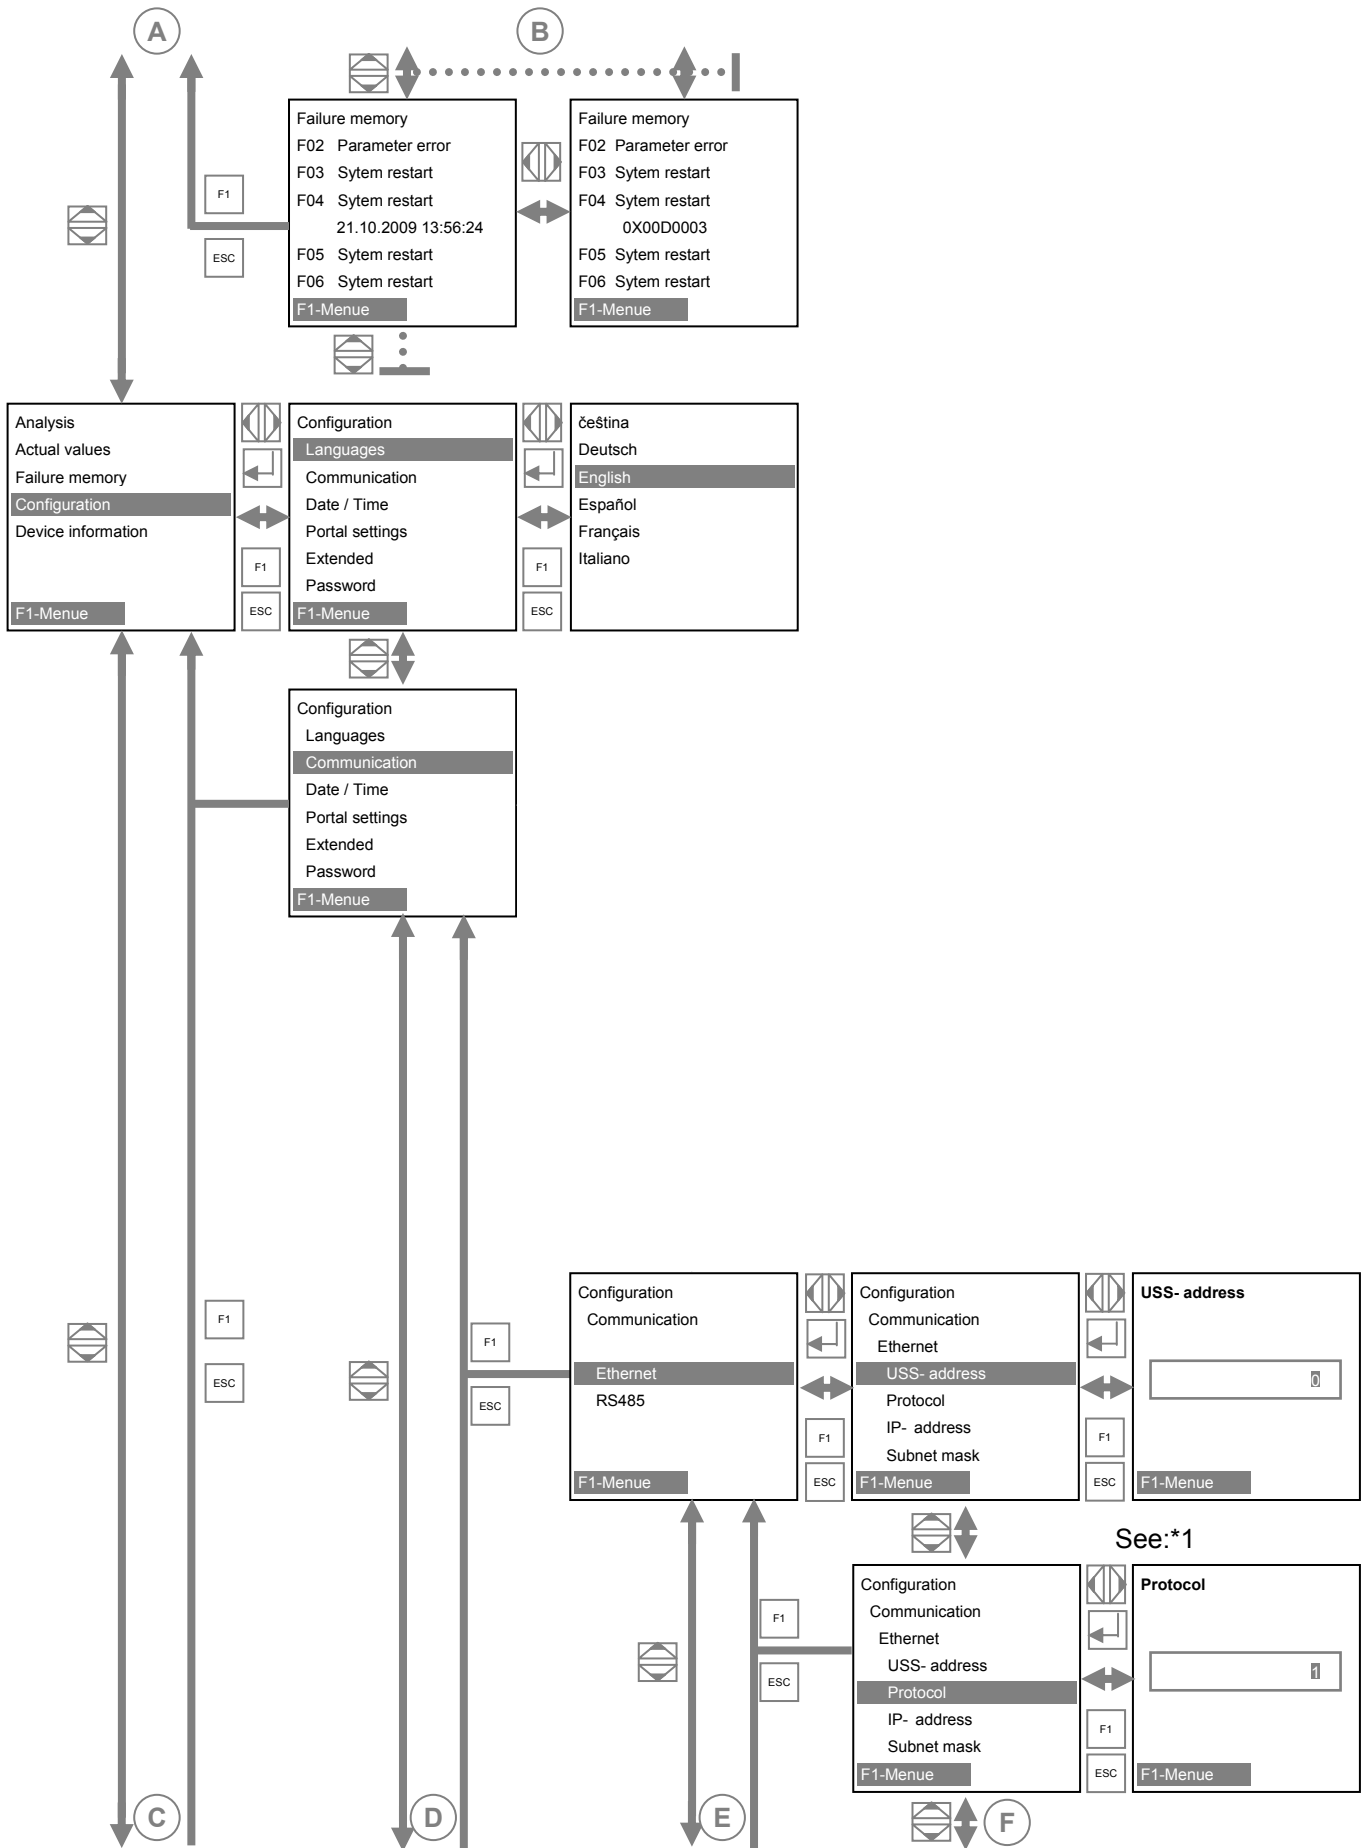 A
B
Failure memory
F02 Parameter error
F03 Sytem restart
F04 Sytem restart
21.10.2009 13:56:24
F05 Sytem restart
F06 Sytem restart
F1-Menue
Failure memory
F02 Parameter error
F03 Sytem restart
F04 Sytem restart
0X00D0003
F05 Sytem restart
F06 Sytem restart
F1-Menue
F1
ESC
Analysis
Actual values
Failure memory
Configuration
Device information
F1-Menue
F1
ESC
Configuration
Languages
Communication
Date / Time
Portal settings
Extended
Password
F1-Menue
F1
ESC
čeština
Deutsch
English
Español
Français
Italiano
Configuration
Languages
Communication
Date / Time
Portal settings
Extended
Password
F1-Menue
F1
ESC
F1
ESC
Configuration
Communication
Ethernet
RS485
F1-Menue
F1
ESC
Configuration
Communication
Ethernet
USS- address
Protocol
IP- address
Subnet mask
F1-Menue
F1
ESC
USS- address
0
F1-Menue
See:*1
F1
ESC
Configuration
Communication
Ethernet
USS- address
Protocol
IP- address
Subnet mask
F1-Menue
F1
ESC
Protocol
1
F1-Menue
C
D
E
F